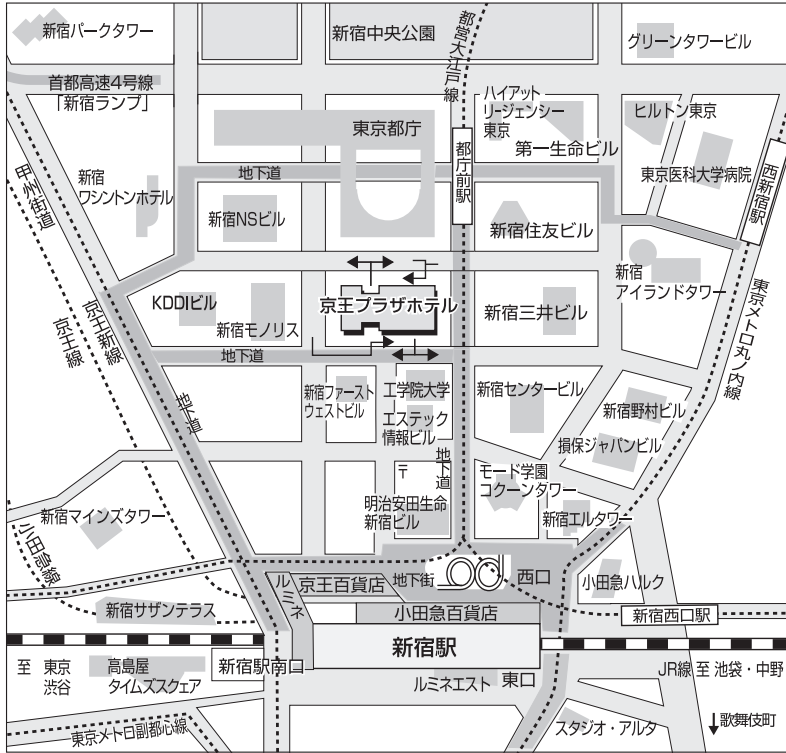 新宿パークタワー
新宿中央公園
都営大江戸線
グリーンタワービル
首都高速4号線
「新宿ランプ」
ハイアット
リージェンシー
東京
ヒルトン東京
東京都庁
第一生命ビル
都庁前駅
東京医科大学病院
西新宿駅
甲州街道
新宿
ワシントンホテル
地下道
新宿NSビル
新宿住友ビル
新宿
アイランドタワー
KDDIビル
新宿モノリス
京王プラザホテル
新宿三井ビル
東京メトロ丸ノ内線
京王新線
京王線
地下道
地下道
新宿ファースト
ウェストビル
工学院大学
エステック
情報ビル
新宿センタービル
新宿野村ビル
損保ジャパンビル
地下道
〒
明治安田生命
新宿ビル
モード学園
コクーンタワー
新宿エルタワー
新宿マインズタワー
小田急線
ルミネ
京王百貨店
地下街
西口
小田急ハルク
新宿サザンテラス
小田急百貨店
新宿西口駅
新宿駅
至 東京
渋谷
高島屋
タイムズスクェア
新宿駅南口
JR線 至 池袋・中野
ルミネエスト
東口
東京メトロ副都心線
スタジオ・アルタ
↓歌舞伎町